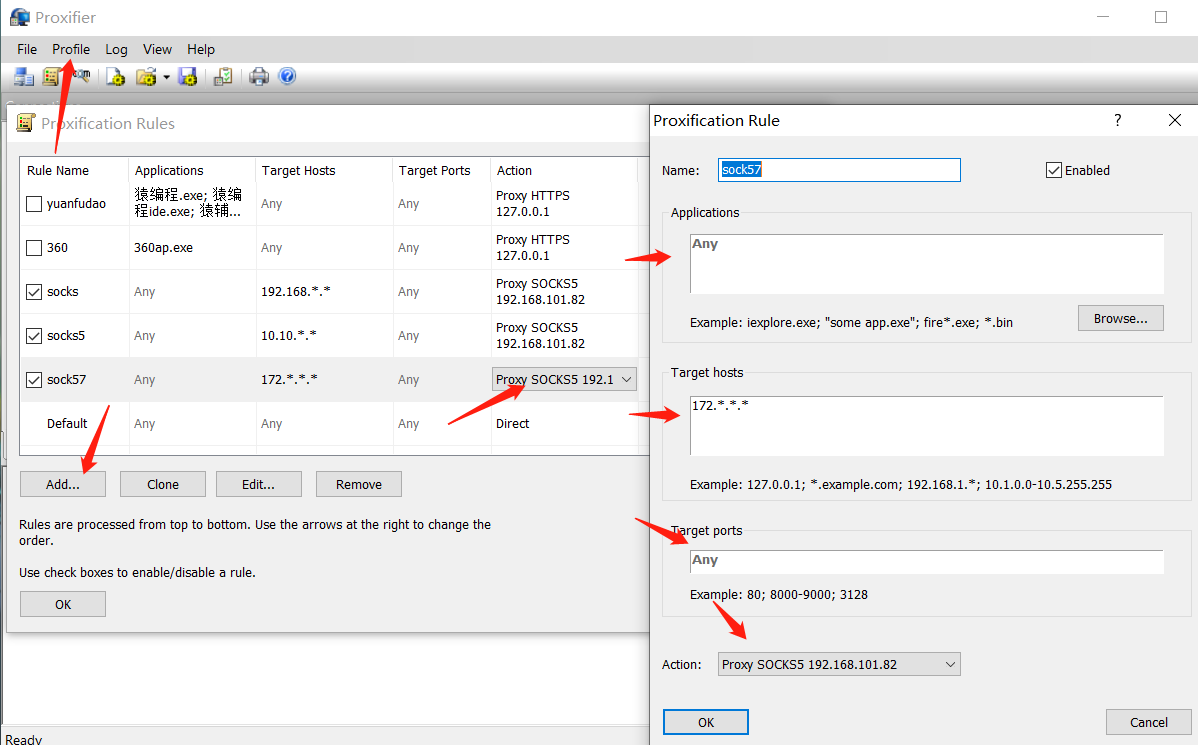 Proxifier
File Profile Log View Help
Proxification Rules
Rule Name Applications Target Hosts Target Ports Action
yuanfudao 猿编程.exe; 猿编程ide.exe; 猿辅... Any Any Proxy HTTPS 127.0.0.1
360 360ap.exe Any Any Proxy HTTPS 127.0.0.1
socks Any 192.168.*.* Any Proxy SOCKS5 192.168.101.82
socks5 Any 10.10.*.* Any Proxy SOCKS5 192.168.101.82
sock57 Any 172.*.*.* Any Proxy SOCKS5 192.1
Default Any Any Any Direct
Add... Clone Edit... Remove
Rules are processed from top to bottom. Use the arrows at the right to change the
order.
Use check boxes to enable/disable a rule.
OK
Ready
Proxification Rule
Name: sock57 Enabled
Applications
Any
Example: iexplore.exe; "some app.exe"; fire*.exe; *.bin
Browse...
Target hosts
172.*.*.*
Example: 127.0.0.1; *.example.com; 192.168.1.*; 10.1.0.0-10.5.255.255
Target ports
Any
Example: 80; 8000-9000; 3128
Action: Proxy SOCKS5 192.168.101.82
OK Cancel